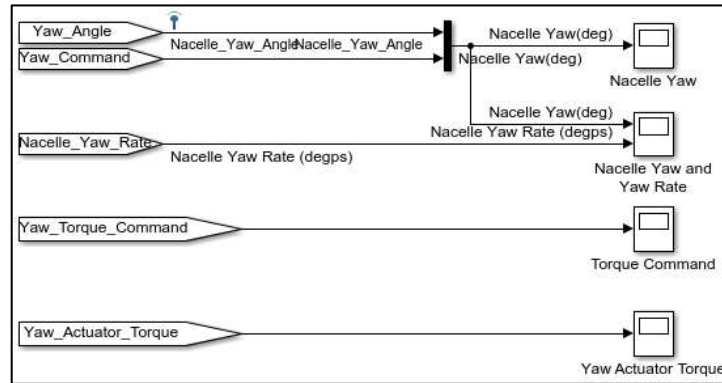 Yaw_Angle
Nacelle_Yaw_Angle
Nacelle_Yaw_Angle
Nacelle Yaw(deg)
Yaw_Command
Nacelle Yaw(deg)
Nacelle Yaw
Nacelle Yaw(deg)
Nacelle_Yaw_Rate
Nacelle Yaw Rate (degps)
Nacelle Yaw Rate (degps)
Nacelle Yaw and
Yaw Rate
Yaw_Torque_Command
Torque Command
Yaw_Actuator_Torque
Yaw Actuator Torque